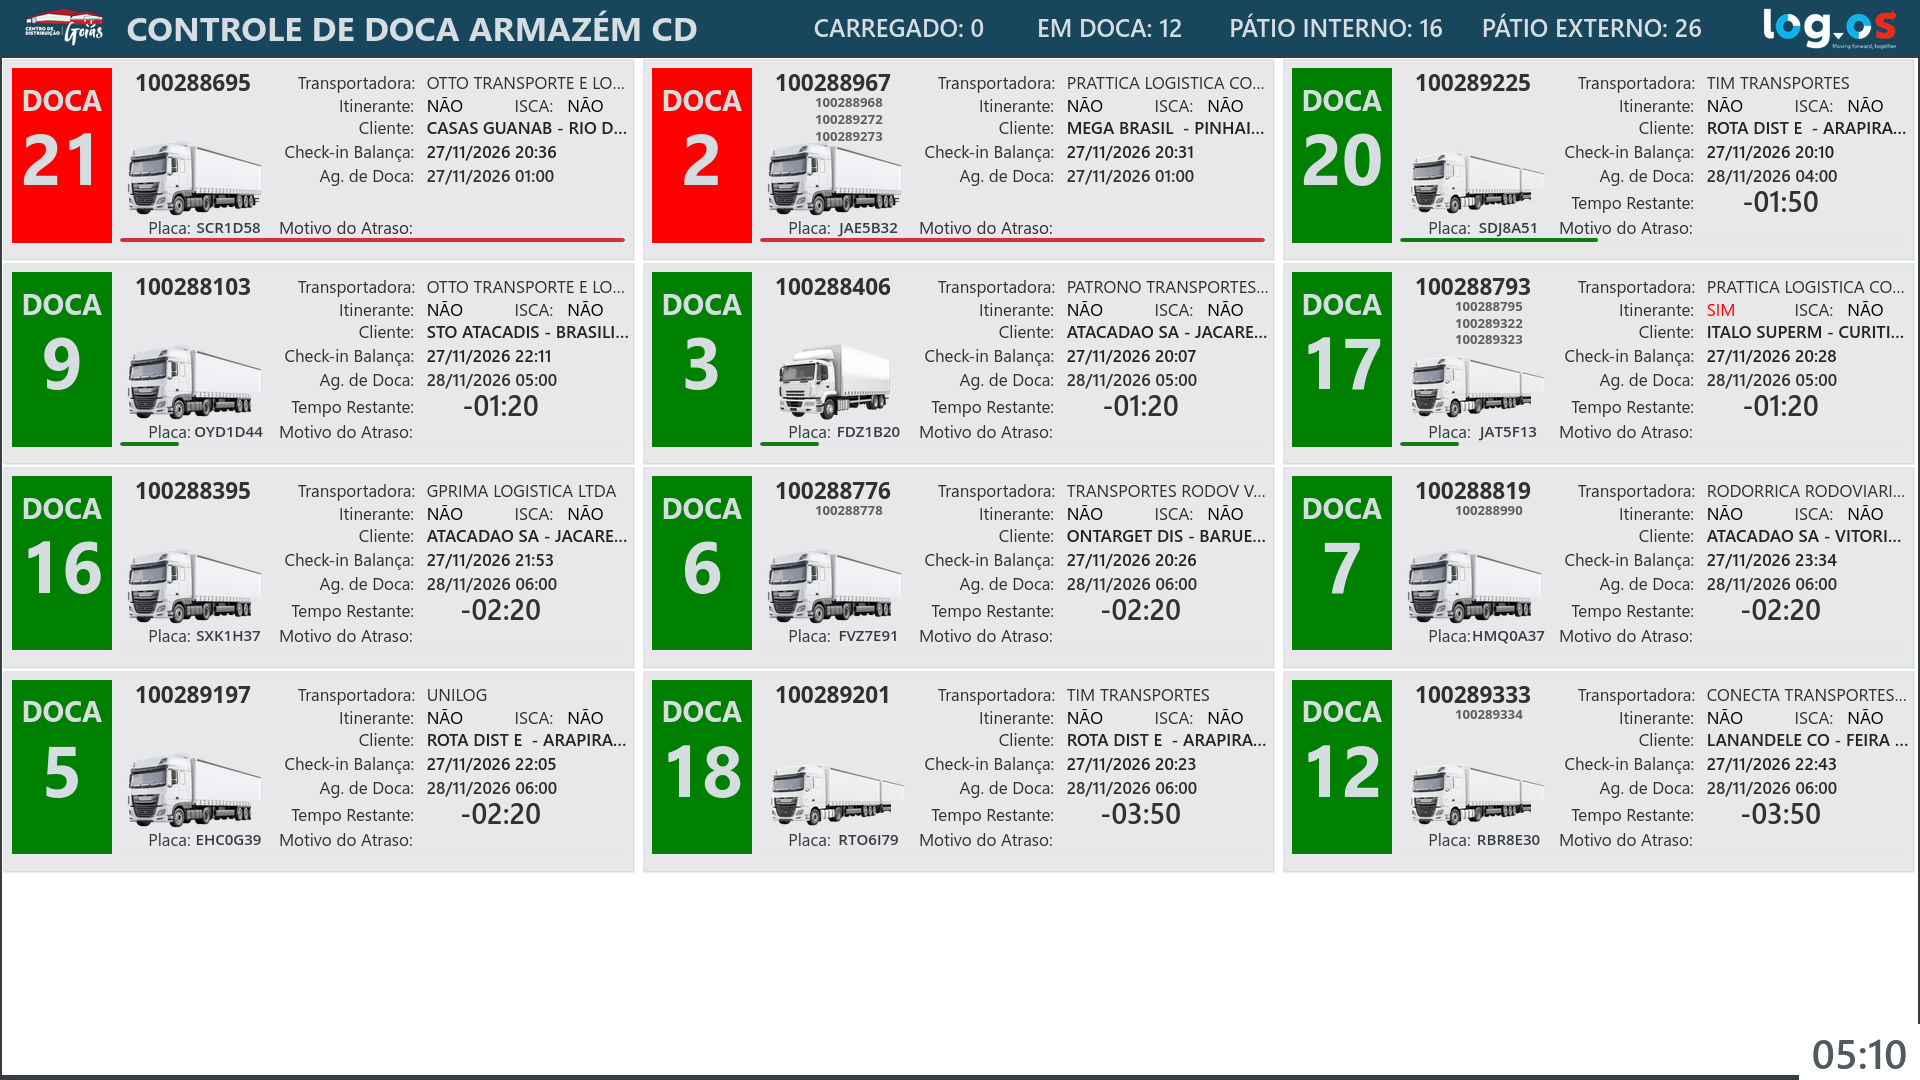 CENTRO DE DISTRIBUIÇÃO Goiás
CONTROLE DE DOCA ARMAZÉM CD
CARREGADO: 0
EM DOCA: 12
PÁTIO INTERNO: 16
PÁTIO EXTERNO: 26
log.os
Moving forward, together
DOCA
21
100288695
Transportadora: OTTO TRANSPORTE E LO...
Itinerante: NÃO ISCA: NÃO
Cliente: CASAS GUANAB - RIO D...
Check-in Balança: 27/11/2026 20:36
Ag. de Doca: 27/11/2026 01:00
Placa: SCR1D58 Motivo do Atraso:
DOCA
2
100288967
100288968
100289272
100289273
Transportadora: PRATTICA LOGISTICA CO...
Itinerante: NÃO ISCA: NÃO
Cliente: MEGA BRASIL - PINHAI...
Check-in Balança: 27/11/2026 20:31
Ag. de Doca: 27/11/2026 01:00
Placa: JAE5B32 Motivo do Atraso:
DOCA
20
100289225
Transportadora: TIM TRANSPORTES
Itinerante: NÃO ISCA: NÃO
Cliente: ROTA DIST E - ARAPIRA...
Check-in Balança: 27/11/2026 20:10
Ag. de Doca: 28/11/2026 04:00
Tempo Restante: -01:50
Placa: SDJ8A51 Motivo do Atraso:
DOCA
9
100288103
Transportadora: OTTO TRANSPORTE E LO...
Itinerante: NÃO ISCA: NÃO
Cliente: STO ATACADIS - BRASILI...
Check-in Balança: 27/11/2026 22:11
Ag. de Doca: 28/11/2026 05:00
Tempo Restante: -01:20
Placa: OYD1D44 Motivo do Atraso:
DOCA
3
100288406
Transportadora: PATRONO TRANSPORTES...
Itinerante: NÃO ISCA: NÃO
Cliente: ATACADAO SA - JACARE...
Check-in Balança: 27/11/2026 20:07
Ag. de Doca: 28/11/2026 05:00
Tempo Restante: -01:20
Placa: FDZ1B20 Motivo do Atraso:
DOCA
17
100288793
100288795
100289322
100289323
Transportadora: PRATTICA LOGISTICA CO...
Itinerante: SIM ISCA: NÃO
Cliente: ITALO SUPERM - CURITI...
Check-in Balança: 27/11/2026 20:28
Ag. de Doca: 28/11/2026 05:00
Tempo Restante: -01:20
Placa: JAT5F13 Motivo do Atraso:
DOCA
16
100288395
Transportadora: GPRIMA LOGISTICA LTDA
Itinerante: NÃO ISCA: NÃO
Cliente: ATACADAO SA - JACARE...
Check-in Balança: 27/11/2026 21:53
Ag. de Doca: 28/11/2026 06:00
Tempo Restante: -02:20
Placa: SXK1H37 Motivo do Atraso:
DOCA
6
100288776
100288778
Transportadora: TRANSPORTES RODOV V...
Itinerante: NÃO ISCA: NÃO
Cliente: ONTARGET DIS - BARUE...
Check-in Balança: 27/11/2026 20:26
Ag. de Doca: 28/11/2026 06:00
Tempo Restante: -02:20
Placa: FVZ7E91 Motivo do Atraso:
DOCA
7
100288819
100288990
Transportadora: RODORRICA RODOVIARI...
Itinerante: NÃO ISCA: NÃO
Cliente: ATACADAO SA - VITORI...
Check-in Balança: 27/11/2026 23:34
Ag. de Doca: 28/11/2026 06:00
Tempo Restante: -02:20
Placa: HMQ0A37 Motivo do Atraso:
DOCA
5
100289197
Transportadora: UNILOG
Itinerante: NÃO ISCA: NÃO
Cliente: ROTA DIST E - ARAPIRA...
Check-in Balança: 27/11/2026 22:05
Ag. de Doca: 28/11/2026 06:00
Tempo Restante: -02:20
Placa: EHC0G39 Motivo do Atraso:
DOCA
18
100289201
Transportadora: TIM TRANSPORTES
Itinerante: NÃO ISCA: NÃO
Cliente: ROTA DIST E - ARAPIRA...
Check-in Balança: 27/11/2026 20:23
Ag. de Doca: 28/11/2026 06:00
Tempo Restante: -03:50
Placa: RTO6I79 Motivo do Atraso:
DOCA
12
100289333
100289334
Transportadora: CONECTA TRANSPORTES...
Itinerante: NÃO ISCA: NÃO
Cliente: LANANDELE CO - FEIRA ...
Check-in Balança: 27/11/2026 22:43
Ag. de Doca: 28/11/2026 06:00
Tempo Restante: -03:50
Placa: RBR8E30 Motivo do Atraso:
05:10